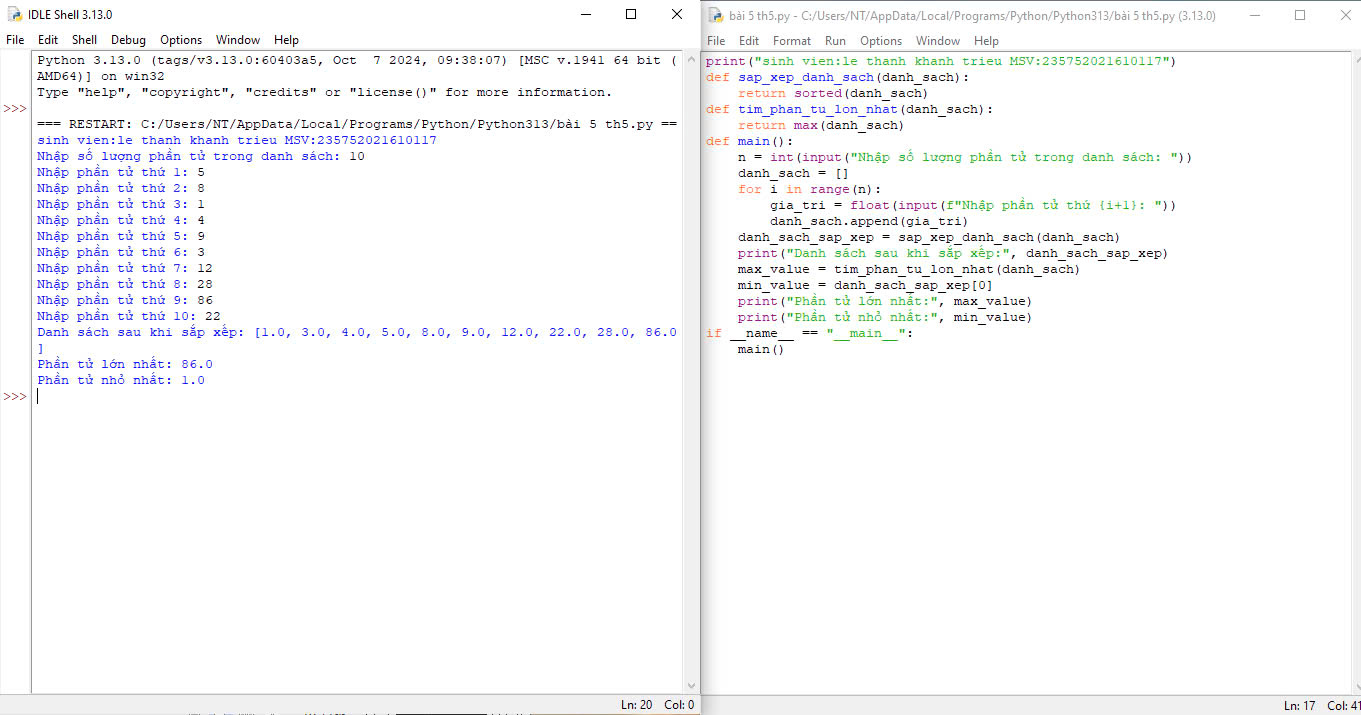 IDLE Shell 3.13.0
File Edit Shell Debug Options Window Help
Python 3.13.0 (tags/v3.13.0:60403a5, Oct  7 2024, 09:38:07) [MSC v.1941 64 bit (
AMD64)] on win32
Type "help", "copyright", "credits" or "license()" for more information.
>>>
=== RESTART: C:/Users/NT/AppData/Local/Programs/Python/Python313/bài 5 th5.py ==
sinh vien:le thanh khanh trieu MSV:235752021610117
Nhập số lượng phần tử trong danh sách: 10
Nhập phần tử thứ 1: 5
Nhập phần tử thứ 2: 8
Nhập phần tử thứ 3: 1
Nhập phần tử thứ 4: 4
Nhập phần tử thứ 5: 9
Nhập phần tử thứ 6: 3
Nhập phần tử thứ 7: 12
Nhập phần tử thứ 8: 28
Nhập phần tử thứ 9: 86
Nhập phần tử thứ 10: 22
Danh sách sau khi sắp xếp: [1.0, 3.0, 4.0, 5.0, 8.0, 9.0, 12.0, 22.0, 28.0, 86.0
]
Phần tử lớn nhất: 86.0
Phần tử nhỏ nhất: 1.0
>>>
Ln: 20 Col: 0
bài 5 th5.py - C:/Users/NT/AppData/Local/Programs/Python/Python313/bài 5 th5.py (3.13.0)
File Edit Format Run Options Window Help
print("sinh vien:le thanh khanh trieu MSV:235752021610117")
def sap_xep_danh_sach(danh_sach):
    return sorted(danh_sach)
def tim_phan_tu_lon_nhat(danh_sach):
    return max(danh_sach)
def main():
    n = int(input("Nhập số lượng phần tử trong danh sách: "))
    danh_sach = []
    for i in range(n):
        gia_tri = float(input(f"Nhập phần tử thứ {i+1}: "))
        danh_sach.append(gia_tri)
    danh_sach_sap_xep = sap_xep_danh_sach(danh_sach)
    print("Danh sách sau khi sắp xếp:", danh_sach_sap_xep)
    max_value = tim_phan_tu_lon_nhat(danh_sach)
    min_value = danh_sach_sap_xep[0]
    print("Phần tử lớn nhất:", max_value)
    print("Phần tử nhỏ nhất:", min_value)
if __name__ == "__main__":
    main()
Ln: 17 Col: 41